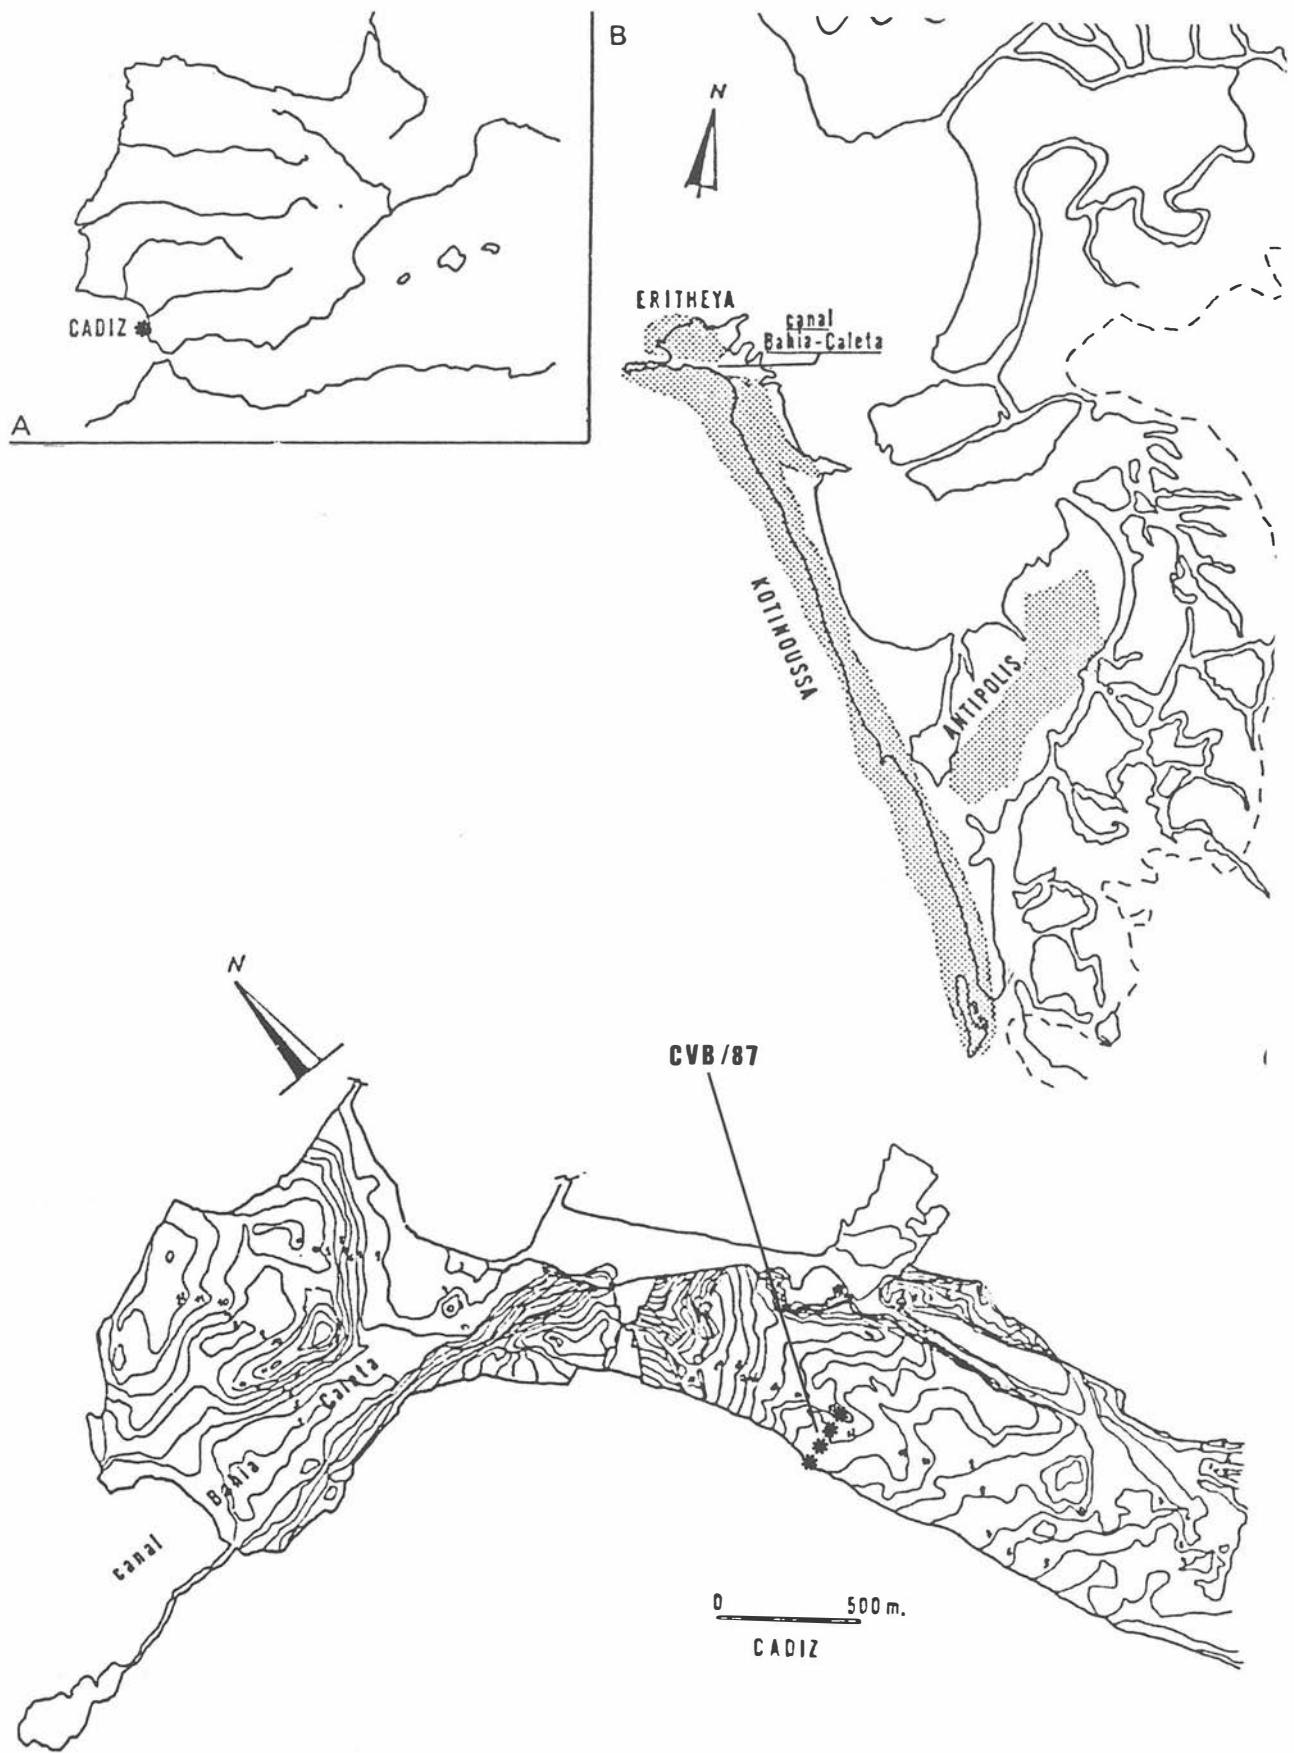 B
N
ERITHEYA
canal
Bahia-Caleta
CADIZ
A
KOTINOUSSA
ANTIPOLIS
N
CVB/87
Caleta
Bahia
canal
0 500 m.
CADIZ